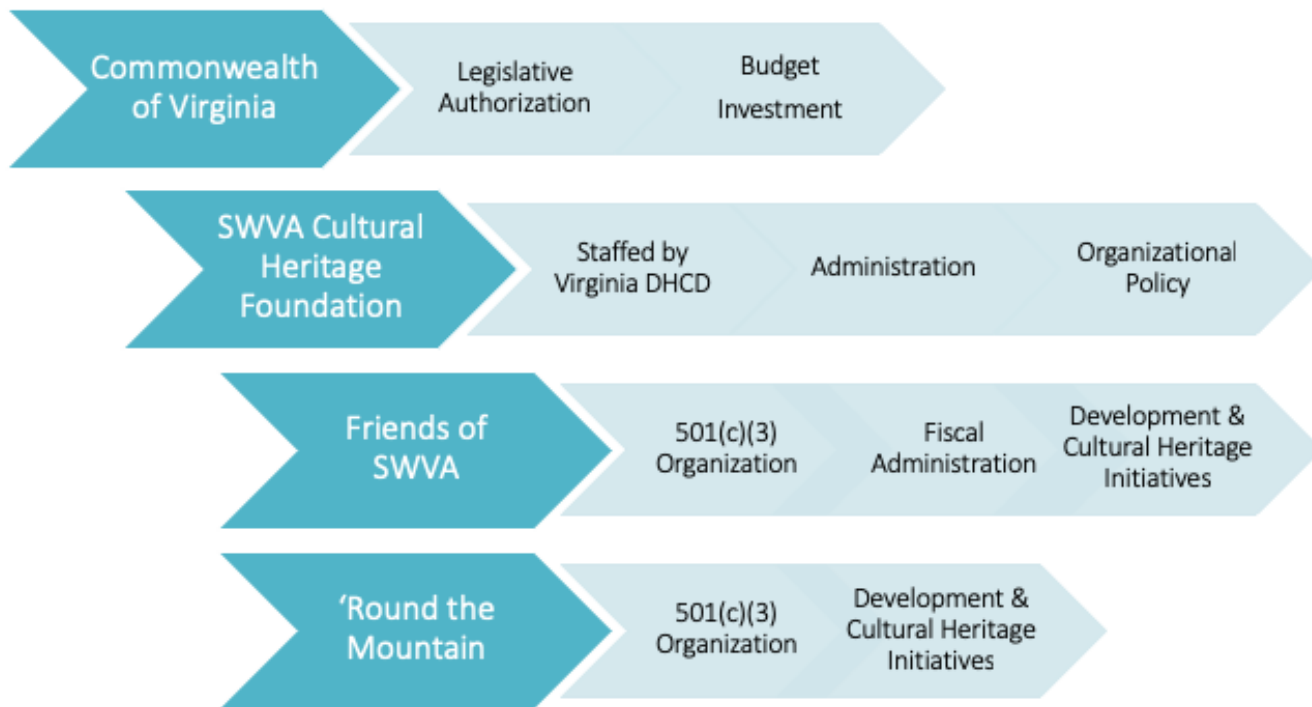 Commonwealth
of Virginia
Legislative
Authorization
Budget
Investment
SWVA Cultural
Heritage
Foundation
Staffed by
Virginia DHCD
Administration
Organizational
Policy
Friends of
SWVA
501(c)(3)
Organization
Fiscal
Administration
Development &
Cultural Heritage
Initiatives
‘Round the
Mountain
501(c)(3)
Organization
Development &
Cultural Heritage
Initiatives